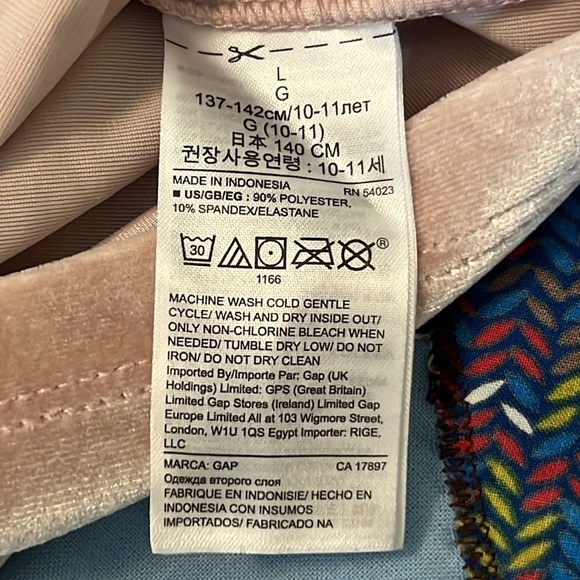 L
G
137-142см/10-11лет
G (10-11)
日本 140 CM
권장사용연령 : 10-11세
MADE IN INDONESIA RN 54023
■ US/GB/EG : 90% POLYESTER,
10% SPANDEX/ELASTANE
30
®
1166
MACHINE WASH COLD GENTLE
CYCLE/ WASH AND DRY INSIDE OUT/
ONLY NON-CHLORINE BLEACH WHEN
NEEDED/ TUMBLE DRY LOW/ DO NOT
IRON/ DO NOT DRY CLEAN
Imported By/Importe Par: Gap (UK
Holdings) Limited: GPS (Great Britain)
Limited Gap Stores (Ireland) Limited Gap
Europe Limited All at 103 Wigmore Street,
London, W1U 1QS Egypt Importer: RIGE,
LLC
MARCA: GAP CA 17897
Одежда второго слоя
FABRIQUE EN INDONISIE/ HECHO EN
INDONISIA FABRICADO EM INDONISIA
IMPORTADOS/ FABRICADO NA